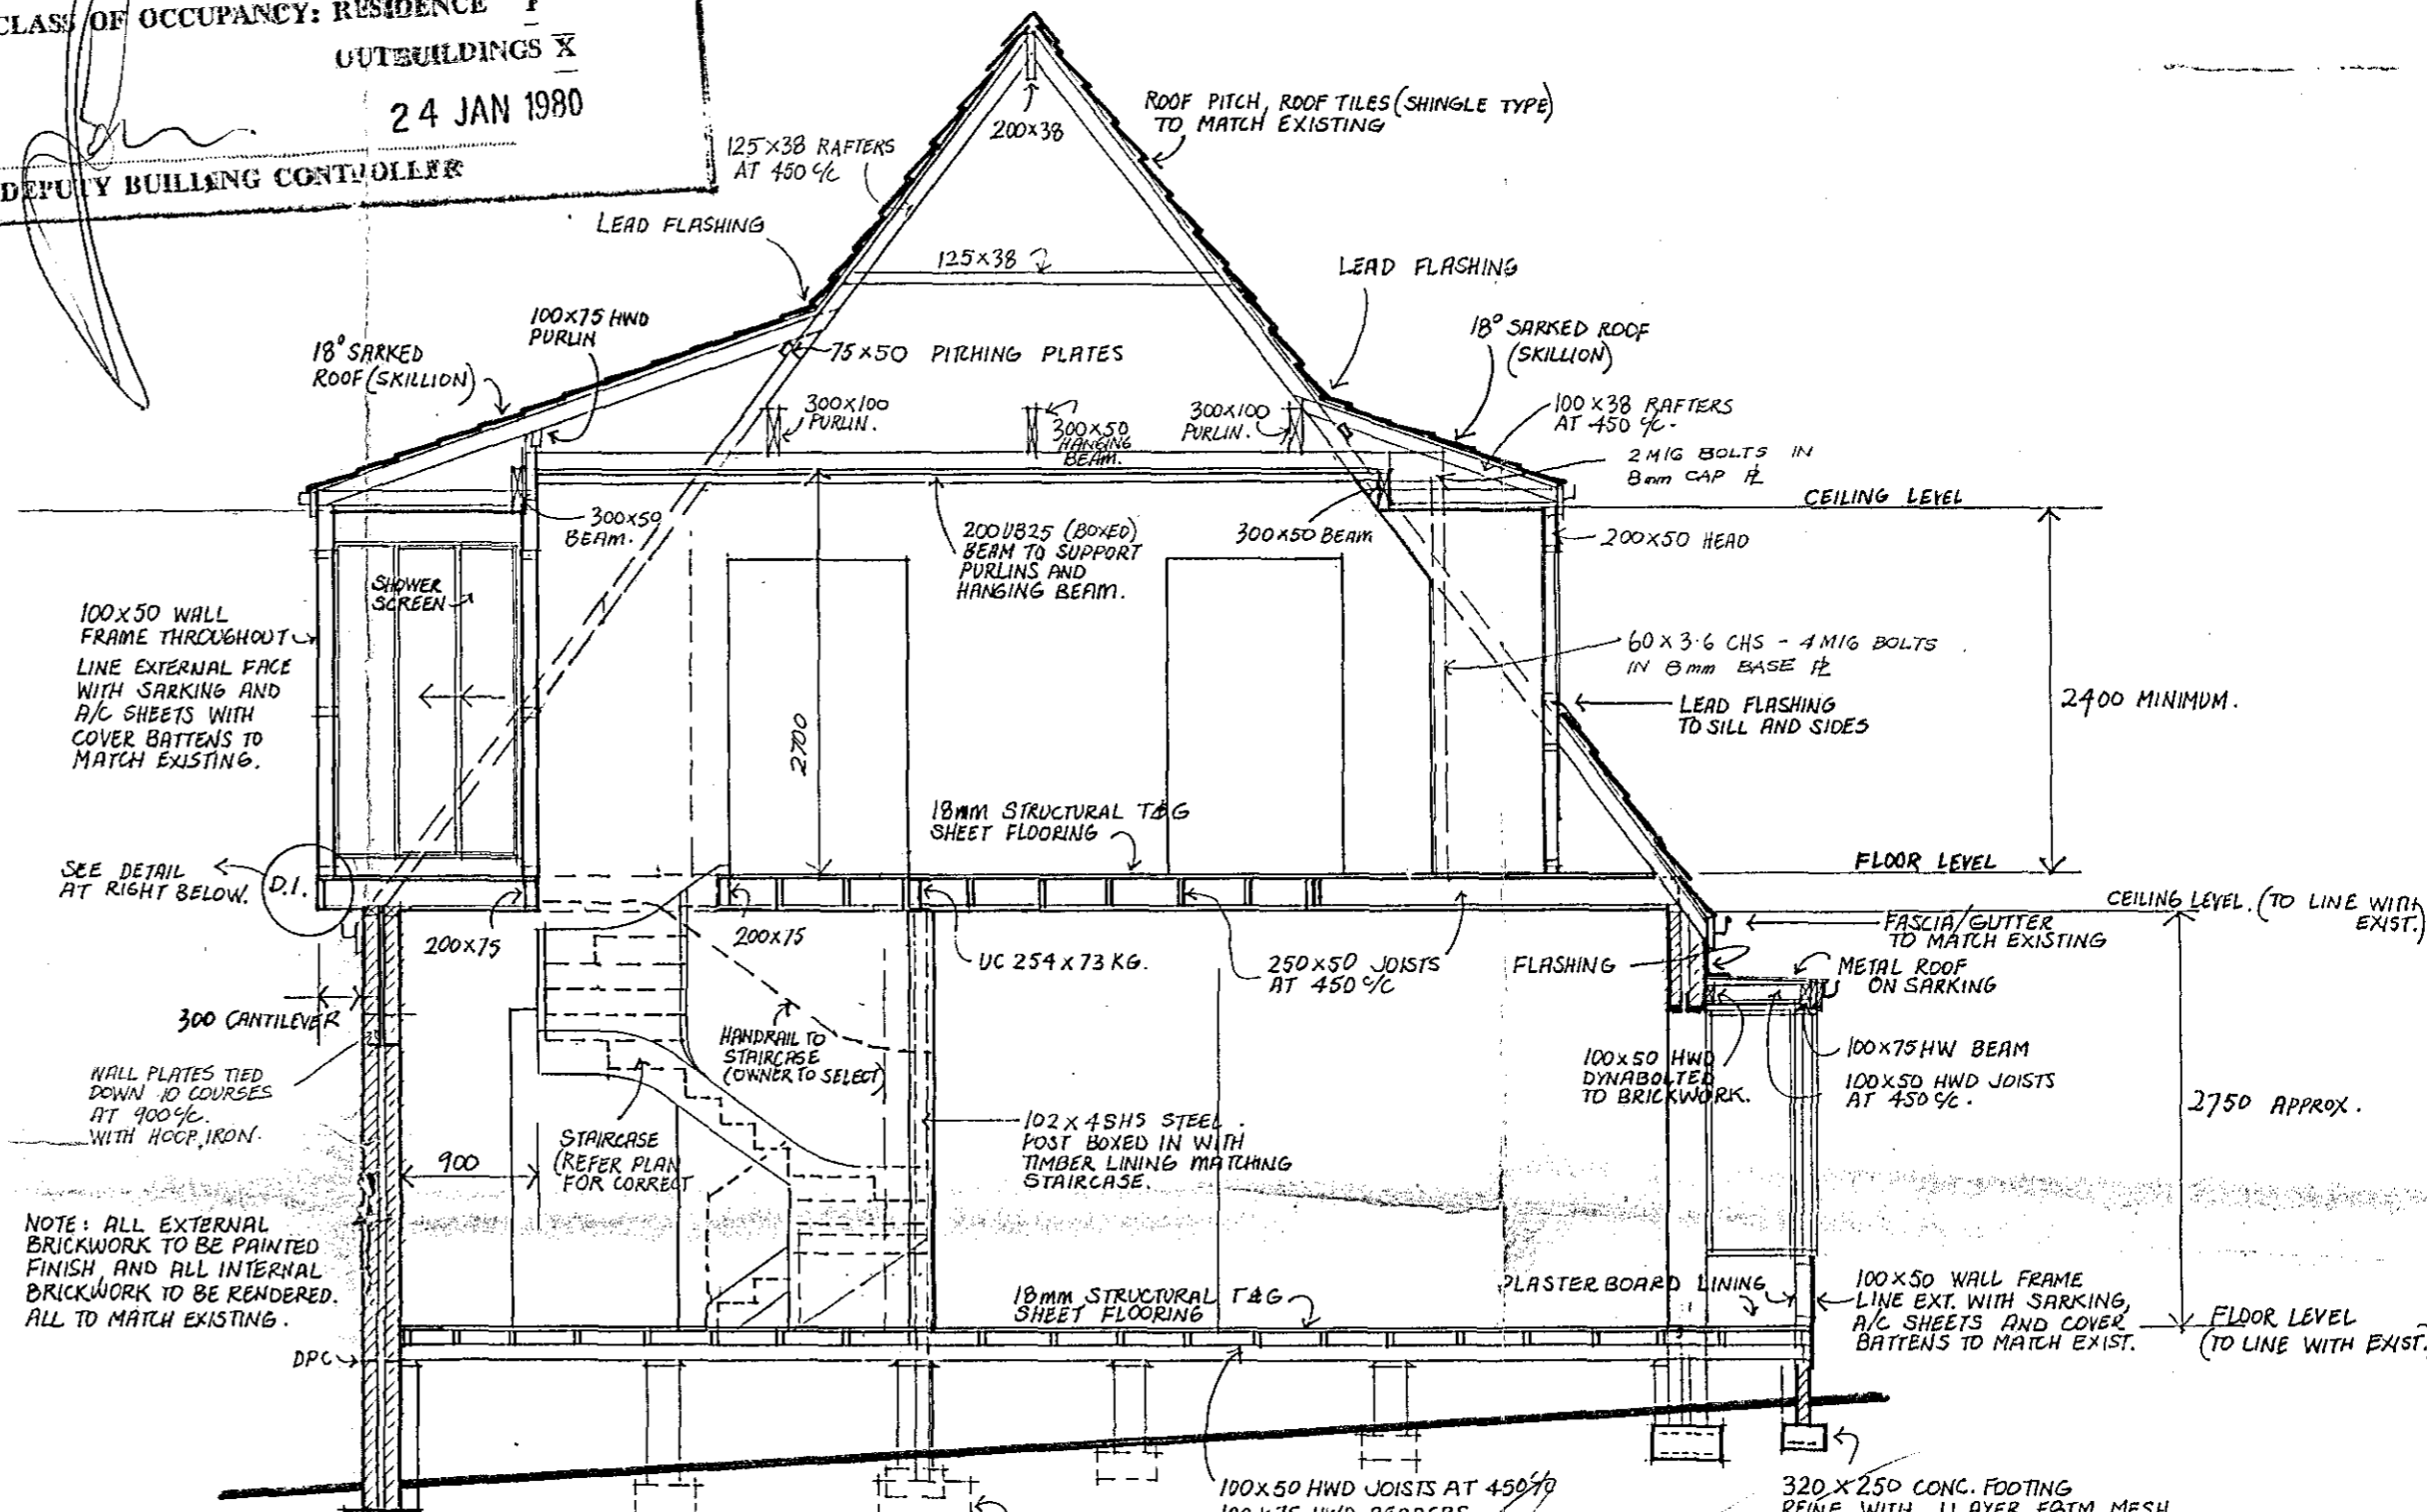 CLASS OF OCCUPANCY: RESIDENCE I
OUTBUILDINGS X
24 JAN 1980
DEPUTY BUILLING CONTROLLER
200×38
ROOF PITCH, ROOF TILES (SHINGLE TYPE)
TO MATCH EXISTING
125×38 RAFTERS
AT 450 c/c
LEAD FLASHING
125×38
LEAD FLASHING
100×75 HWD
PURLIN
18° SARKED
ROOF (SKILLION)
75×50 PITCHING PLATES
18° SARKED ROOF
(SKILLION)
300×100
PURLIN.
300×50
HANGING
BEAM.
300×100
PURLIN.
100×38 RAFTERS
AT 450 c/c.
2 M16 BOLTS IN
8mm CAP PL
CEILING LEVEL
300×50
BEAM.
200UB25 (BOXED)
BEAM TO SUPPORT
PURLINS AND
HANGING BEAM.
300×50 BEAM
200×50 HEAD
SHOWER
SCREEN
100×50 WALL
FRAME THROUGHOUT
LINE EXTERNAL FACE
WITH SARKING AND
A/C SHEETS WITH
COVER BATTENS TO
MATCH EXISTING.
60×3·6 CHS - 4 M16 BOLTS
IN 8mm BASE PL
LEAD FLASHING
TO SILL AND SIDES
2400 MINIMUM.
2700
18mm STRUCTURAL T&G
SHEET FLOORING
FLOOR LEVEL
SEE DETAIL
AT RIGHT BELOW.
D.1.
CEILING LEVEL. (TO LINE WITH
EXIST.)
200×75
200×75
UC 254×73 KG.
250×50 JOISTS
AT 450 c/c
FLASHING
FASCIA/GUTTER
TO MATCH EXISTING
METAL ROOF
ON SARKING
300 CANTILEVER
HANDRAIL TO
STAIRCASE
(OWNER TO SELECT)
WALL PLATES TIED
DOWN 10 COURSES
AT 900 c/c.
WITH HOOP IRON.
100×50 HWD
DYNABOLTED
TO BRICKWORK.
100×75 HW BEAM
100×50 HWD JOISTS
AT 450 c/c.
2750 APPROX.
STAIRCASE
(REFER PLAN
FOR CORRECT
900
102×4 SHS STEEL
POST BOXED IN WITH
TIMBER LINING MATCHING
STAIRCASE.
NOTE: ALL EXTERNAL
BRICKWORK TO BE PAINTED
FINISH, AND ALL INTERNAL
BRICKWORK TO BE RENDERED.
ALL TO MATCH EXISTING.
18mm STRUCTURAL T&G
SHEET FLOORING
PLASTERBOARD LINING
100×50 WALL FRAME
LINE EXT. WITH SARKING,
A/C SHEETS AND COVER
BATTENS TO MATCH EXIST.
FLOOR LEVEL
(TO LINE WITH EXIST.
DPC
100×50 HWD JOISTS AT 450 c/c
100×75 HWD BEARERS
320×250 CONC. FOOTING
REINF. WITH 1 LAYER F8TM MESH